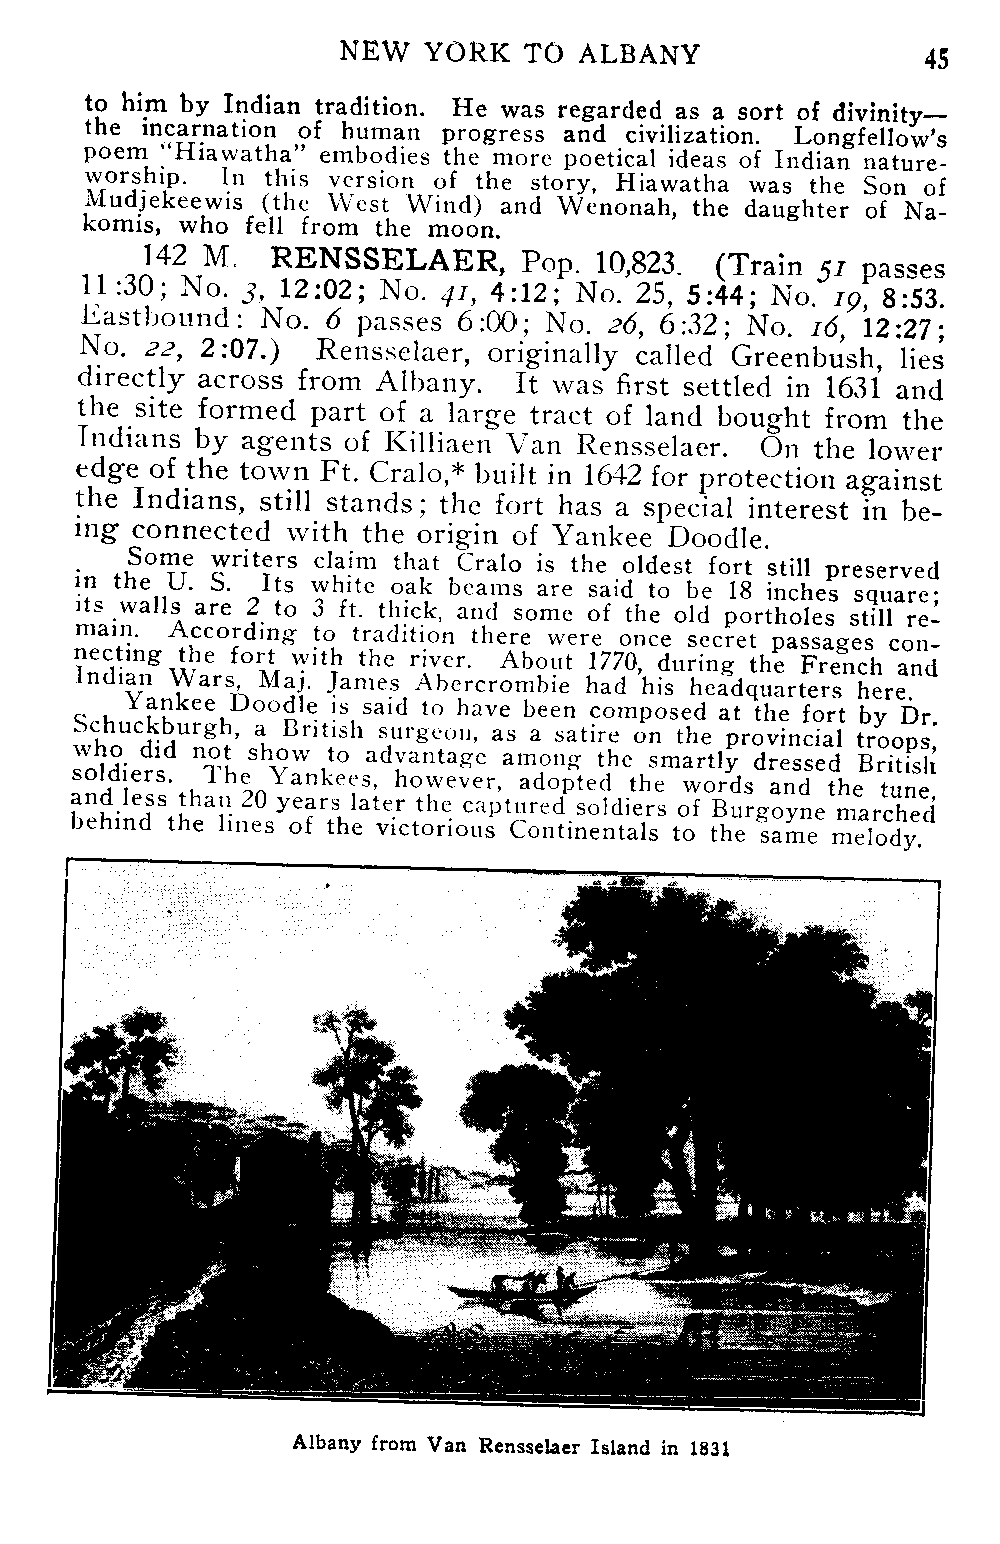 NEW YORK TO ALBANY 45
to him by Indian tradition. He was regarded as a sort of divinity—
the incarnation of human progress and civilization. Longfellow's
poem "Hiawatha" embodies the more poetical ideas of Indian nature-
worship. In this version of the story, Hiawatha was the Son of
Mudjekeewis (the West Wind) and Wenonah, the daughter of Na-
komis, who fell from the moon.
142 M. RENSSELAER, Pop. 10,823. (Train 51 passes
11:30; No. 3, 12:02; No. 41, 4:12; No. 25, 5:44; No. 19, 8:53.
Eastbound: No. 6 passes 6:00; No. 26, 6:32; No. 16, 12:27;
No. 22, 2:07.) Rensselaer, originally called Greenbush, lies
directly across from Albany. It was first settled in 1631 and
the site formed part of a large tract of land bought from the
Indians by agents of Killiaen Van Rensselaer. On the lower
edge of the town Ft. Cralo,* built in 1642 for protection against
the Indians, still stands; the fort has a special interest in be-
ing connected with the origin of Yankee Doodle.
Some writers claim that Cralo is the oldest fort still preserved
in the U. S. Its white oak beams are said to be 18 inches square;
its walls are 2 to 3 ft. thick, and some of the old portholes still re-
main. According to tradition there were once secret passages con-
necting the fort with the river. About 1770, during the French and
Indian Wars, Maj. James Abercrombie had his headquarters here.
Yankee Doodle is said to have been composed at the fort by Dr.
Schuckburgh, a British surgeon, as a satire on the provincial troops,
who did not show to advantage among the smartly dressed British
soldiers. The Yankees, however, adopted the words and the tune,
and less than 20 years later the captured soldiers of Burgoyne marched
behind the lines of the victorious Continentals to the same melody.
Albany from Van Rensselaer Island in 1831